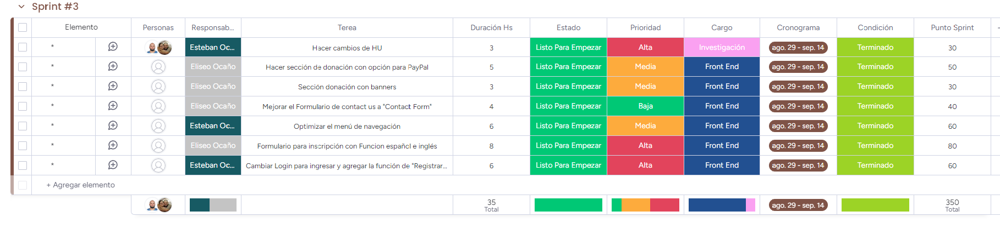 Sprint #3
Elemento Personas Responsab... Terea Duración Hs Estado Prioridad Cargo Cronograma Condición Punto Sprint
* Esteban Oc... Hacer cambios de HU 3 Listo Para Empezar Alta Investigación ago. 29 - sep. 14 Terminado 30
* Eliseo Ocaño Hacer sección de donación con opción para PayPal 5 Listo Para Empezar Media Front End ago. 29 - sep. 14 Terminado 50
* Eliseo Ocaño Sección donación con banners 3 Listo Para Empezar Media Front End ago. 29 - sep. 14 Terminado 30
* Eliseo Ocaño Mejorar el Formulario de contact us a "Contact Form" 4 Listo Para Empezar Baja Front End ago. 29 - sep. 14 Terminado 40
* Esteban Oc... Optimizar el menú de navegación 6 Listo Para Empezar Media Front End ago. 29 - sep. 14 Terminado 60
* Eliseo Ocaño Formulario para inscripción con Funcion español e inglés 8 Listo Para Empezar Alta Front End ago. 29 - sep. 14 Terminado 80
* Esteban Oc... Cambiar Login para ingresar y agregar la función de "Registrar... 6 Listo Para Empezar Alta Front End ago. 29 - sep. 14 Terminado 60
+ Agregar elemento
35 ago. 29 - sep. 14 350
Total Total